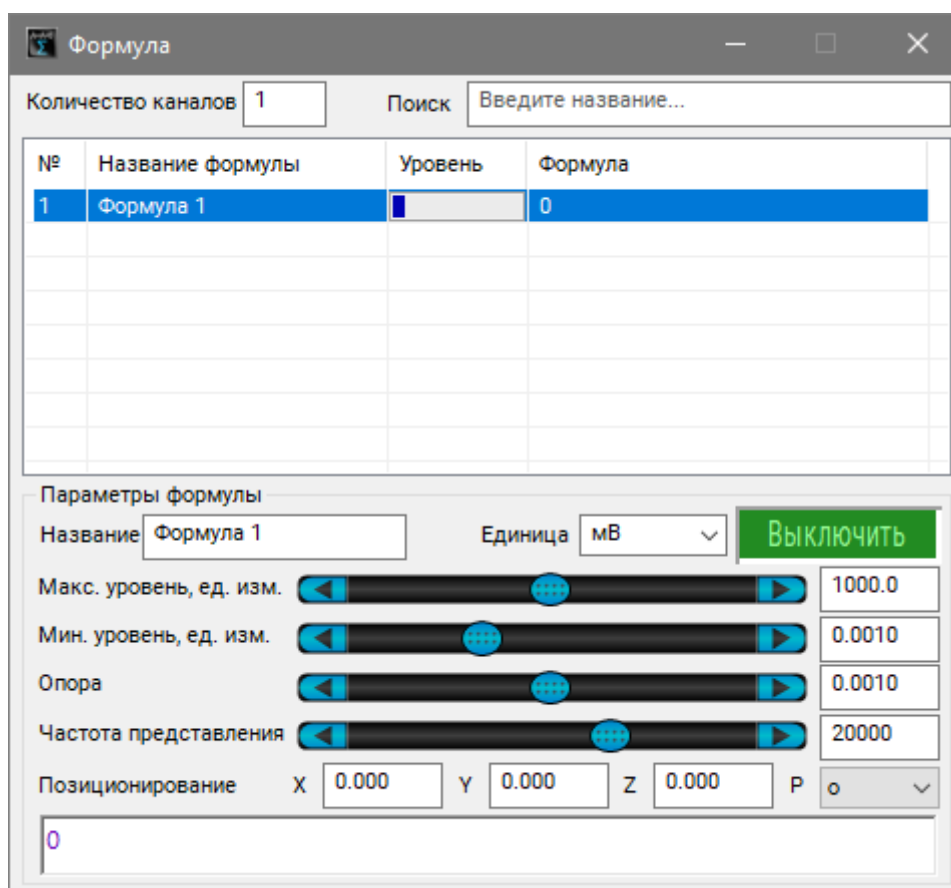 Формула
Количество каналов 1 Поиск Введите название...
№ Название формулы Уровень Формула
1 Формула 1 0
Параметры формулы
Название Формула 1 Единица мВ Выключить
Макс. уровень, ед. изм. 1000.0
Мин. уровень, ед. изм. 0.0010
Опора 0.0010
Частота представления 20000
Позиционирование X 0.000 Y 0.000 Z 0.000 P о
0